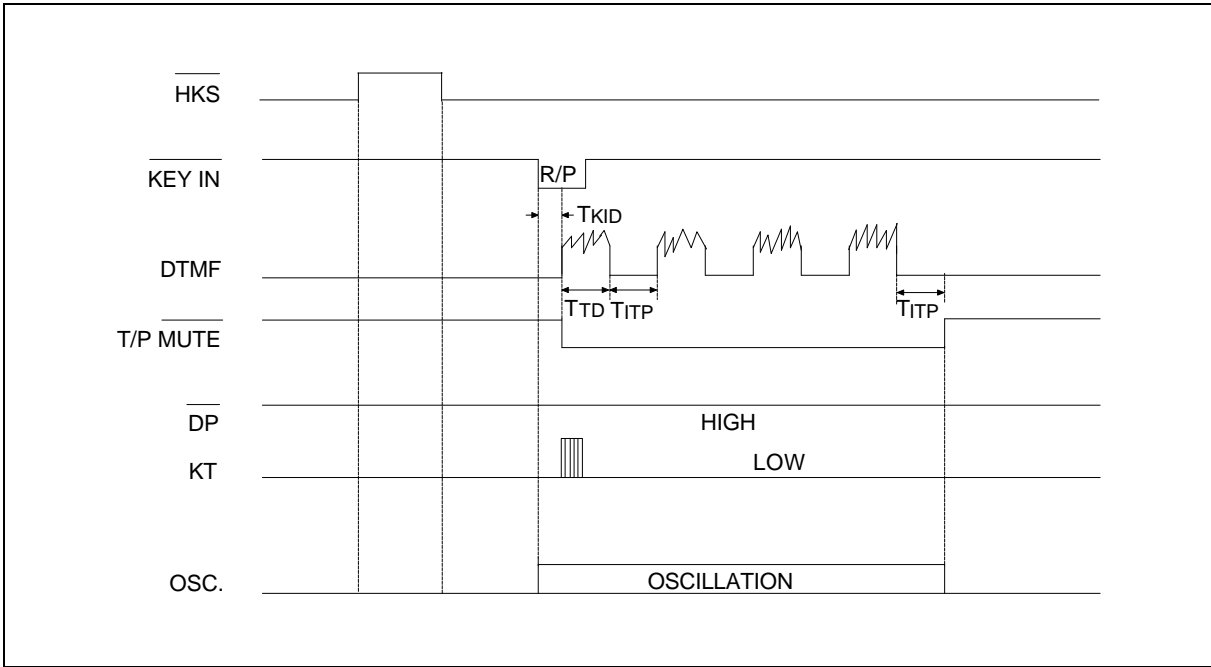 HKS
KEY IN
R/P
TKID
DTMF
TTD
TITP
TITP
T/P MUTE
DP
HIGH
KT
LOW
OSC.
OSCILLATION